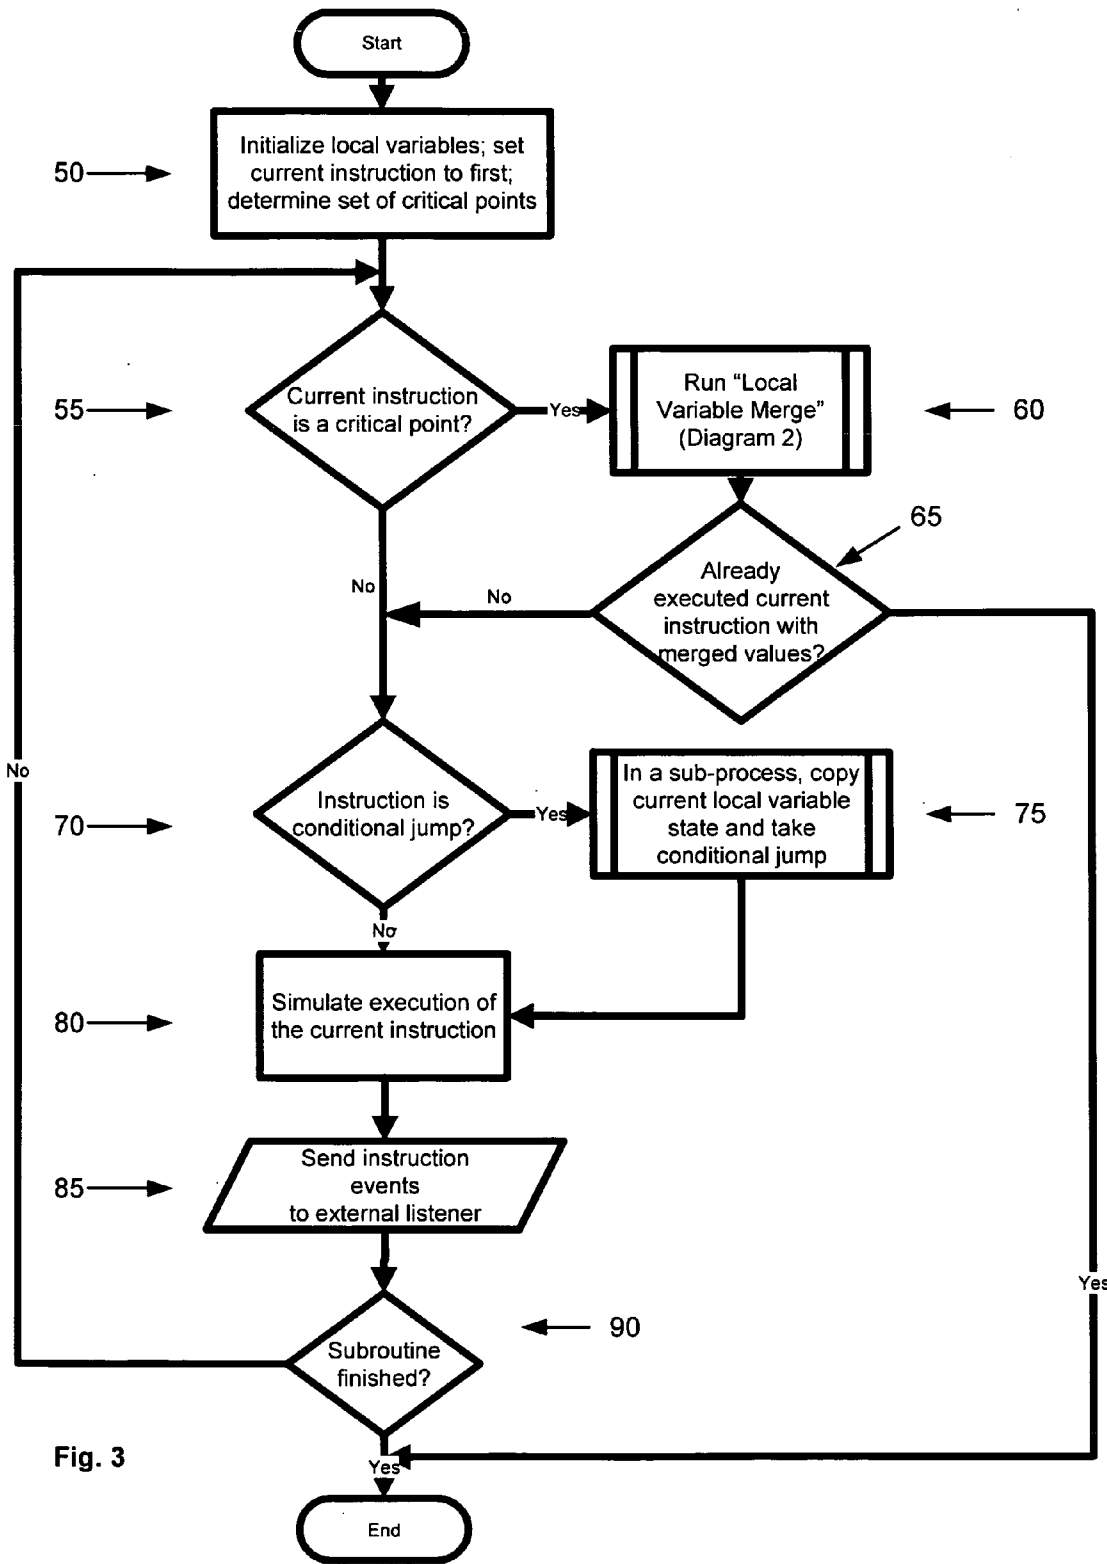 Start
50
Initialize local variables; set
current instruction to first;
determine set of critical points
55
Current instruction
is a critical point?
Yes
Run “Local
Variable Merge”
(Diagram 2)
60
65
Already
executed current
instruction with
merged values?
No
No
No
70
Instruction is
conditional jump?
Yes
In a sub-process, copy
current local variable
state and take
conditional jump
75
No
80
Simulate execution of
the current instruction
85
Send instruction
events
to external listener
Yes
90
Subroutine
finished?
Fig. 3
Yes
End